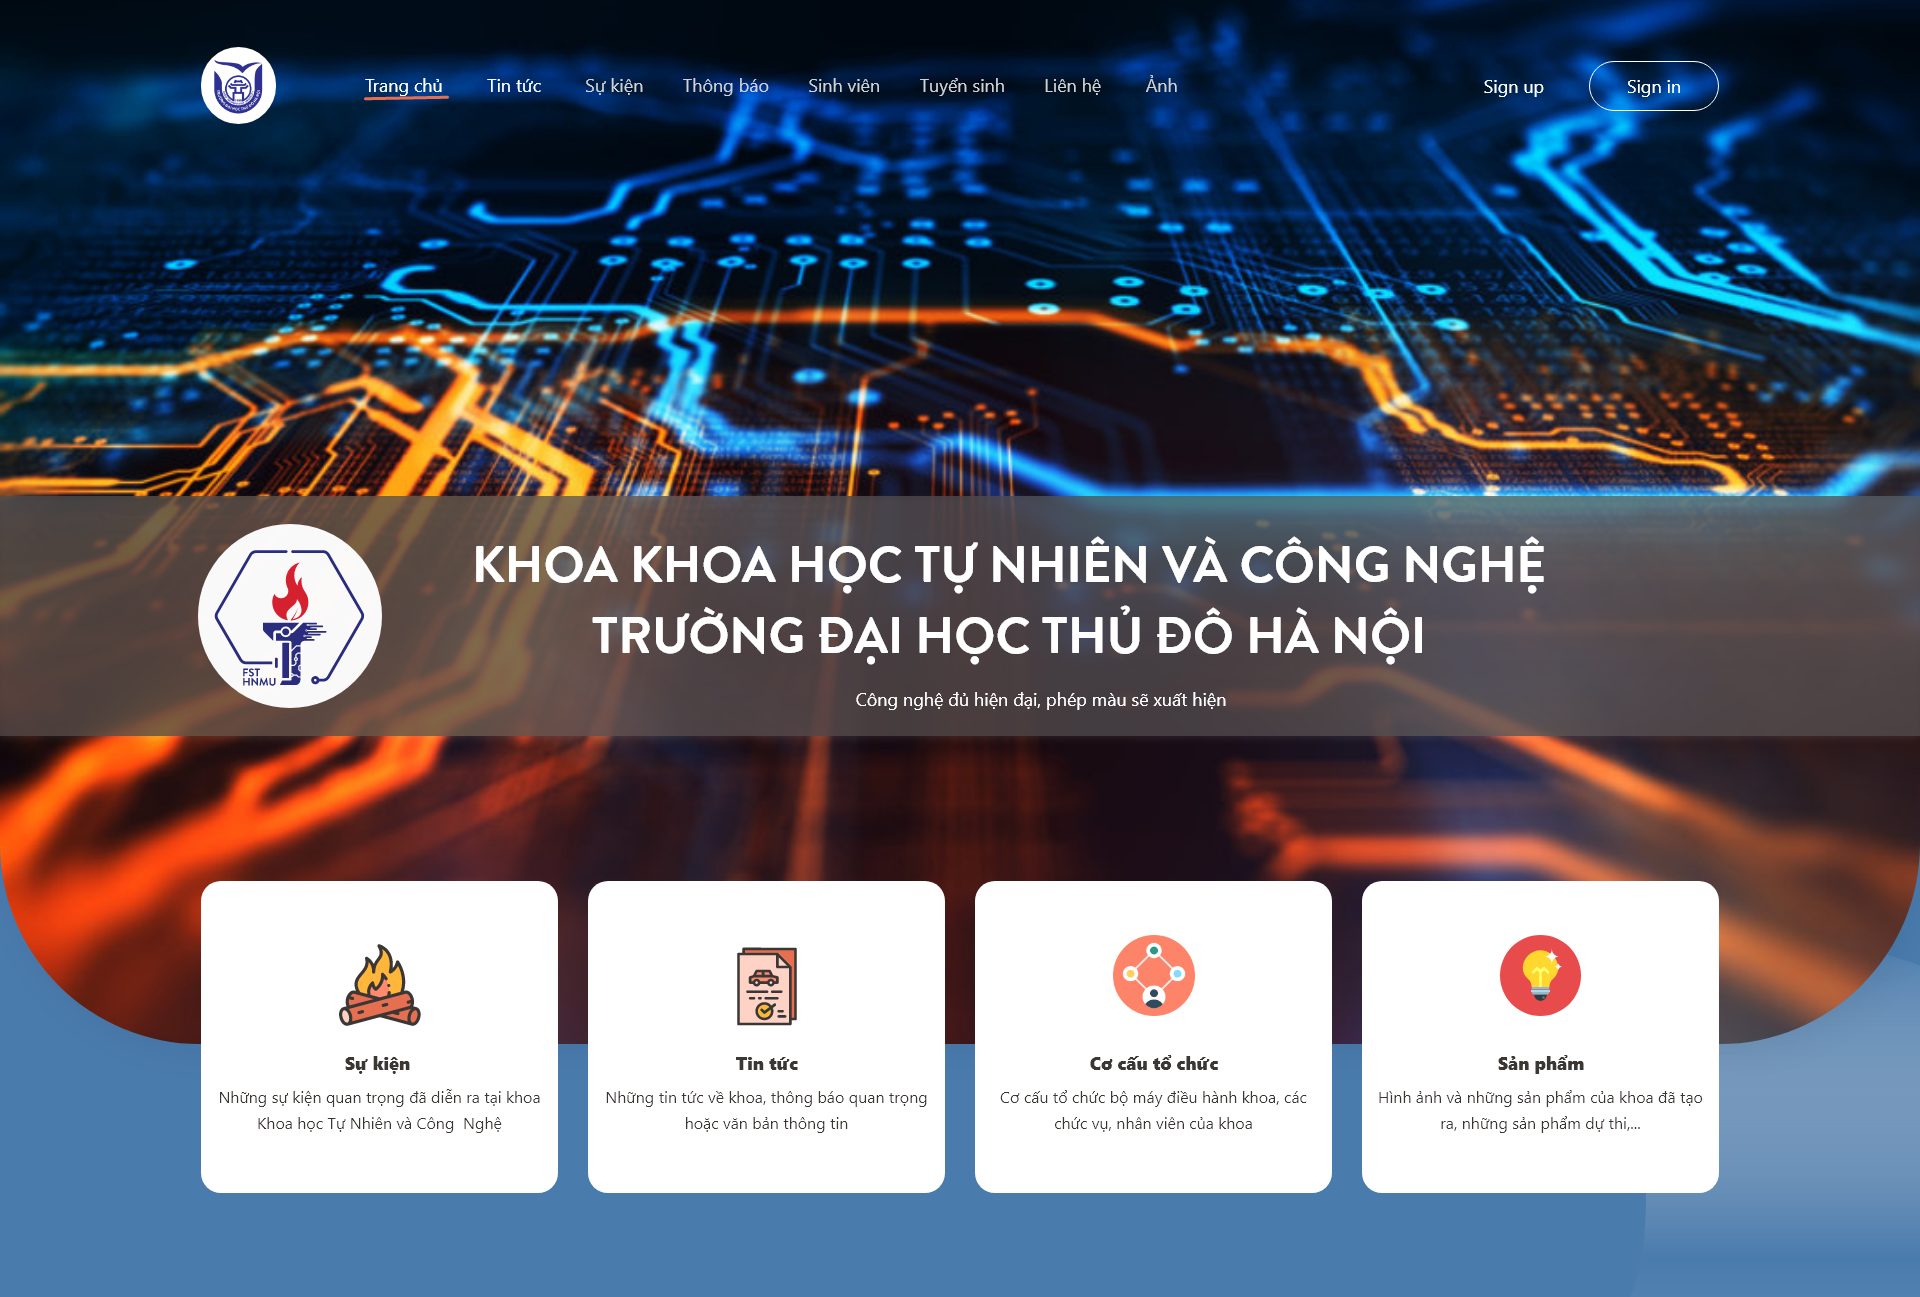 Trang chủ
Tin tức
Sự kiện
Thông báo
Sinh viên
Tuyển sinh
Liên hệ
Ảnh
Sign up
Sign in
KHOA KHOA HỌC TỰ NHIÊN VÀ CÔNG NGHỆ
TRƯỜNG ĐẠI HỌC THỦ ĐÔ HÀ NỘI
FST
HNMU
Công nghệ đủ hiện đại, phép màu sẽ xuất hiện
Sự kiện
Những sự kiện quan trọng đã diễn ra tại khoa
Khoa học Tự Nhiên và Công Nghệ
Tin tức
Những tin tức về khoa, thông báo quan trọng
hoặc văn bản thông tin
Cơ cấu tổ chức
Cơ cấu tổ chức bộ máy điều hành khoa, các
chức vụ, nhân viên của khoa
Sản phẩm
Hình ảnh và những sản phẩm của khoa đã tạo
ra, những sản phẩm dự thi,...